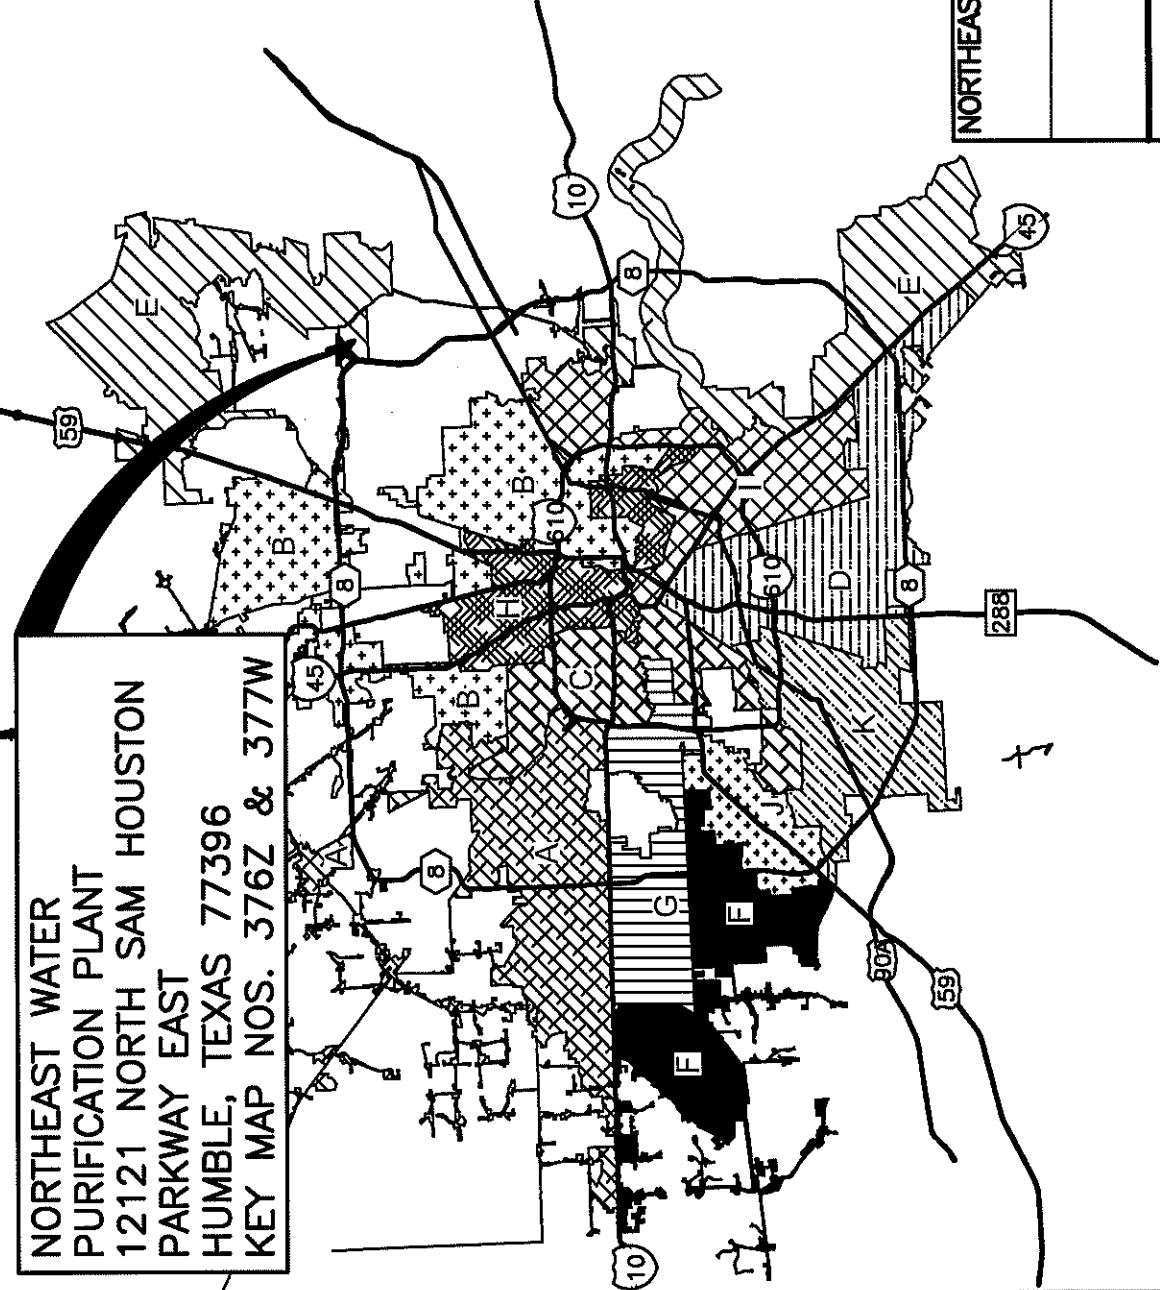 NORTHEAST WATER
PURIFICATION PLANT
12121 NORTH SAM HOUSTON
PARKWAY EAST
HUMBLE, TEXAS 77396
KEY MAP NOS. 376Z & 377W
NORTHEAS
59
E
10
8
45
E
B
B
8
610
I
610
D
8
288
H
45
B
C
K
A
A
8
J
G
F
F
90A
59
10